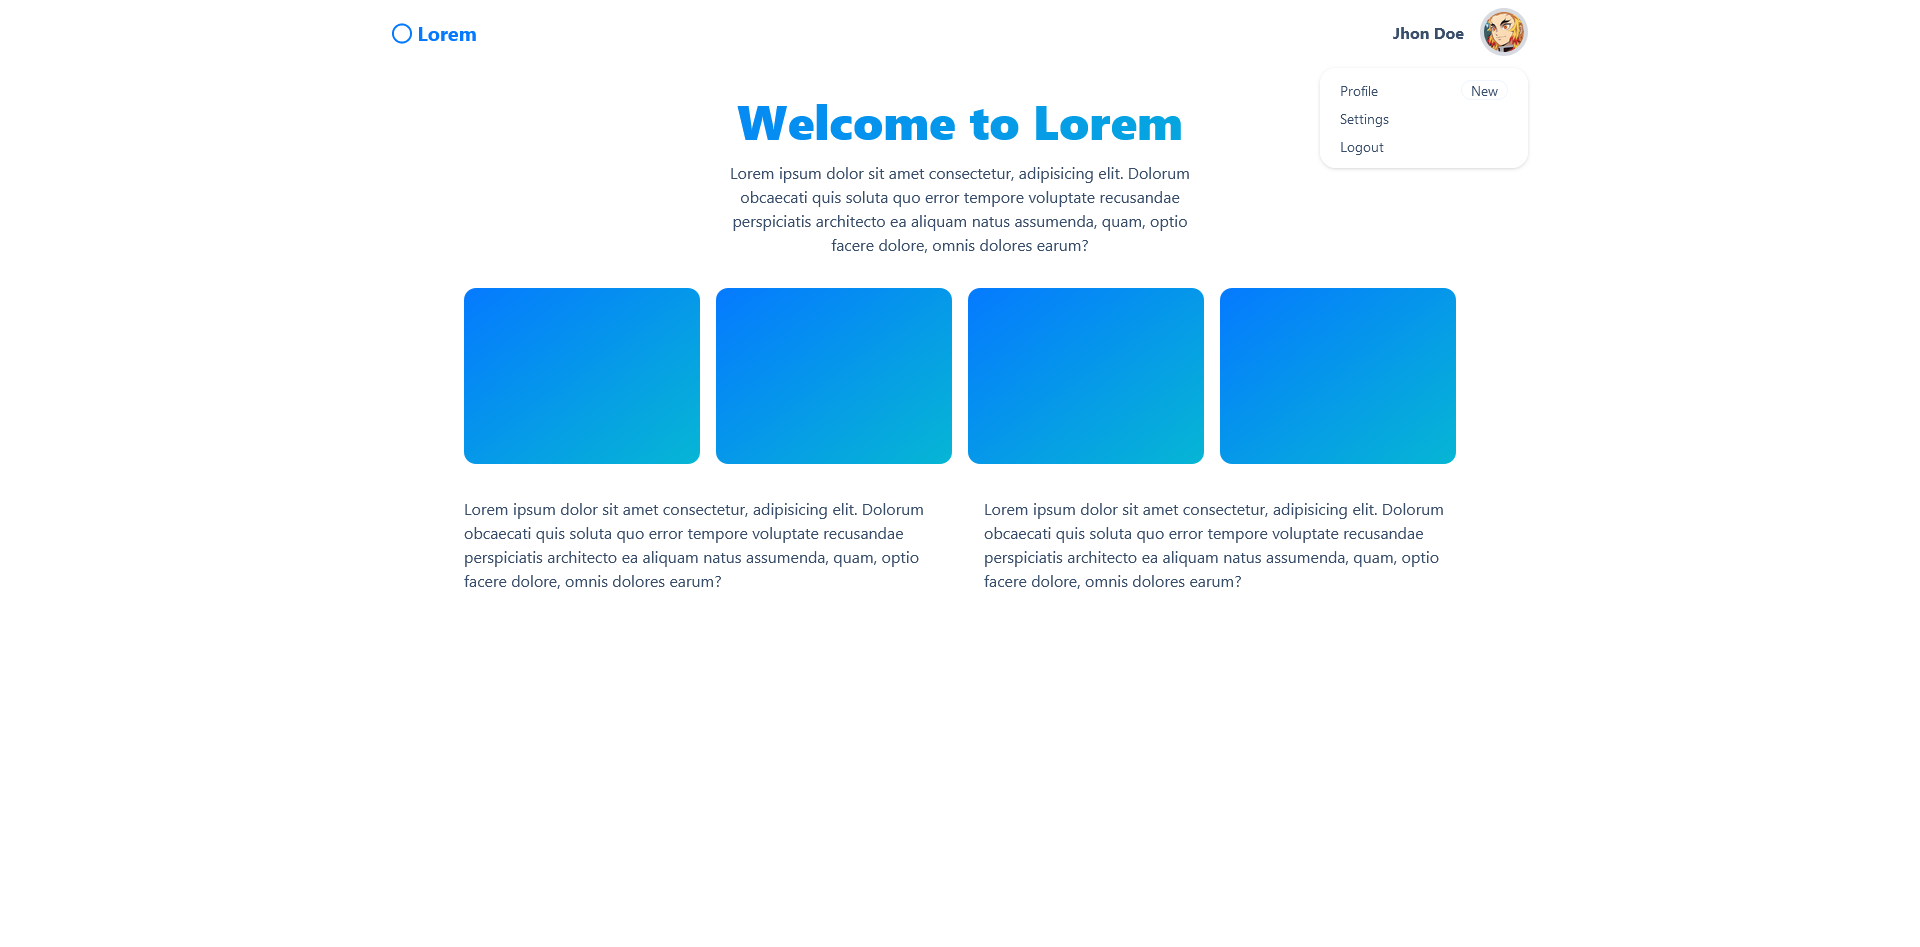 Lorem
Jhon Doe
Profile
New
Settings
Logout
Welcome to Lorem
Lorem ipsum dolor sit amet consectetur, adipisicing elit. Dolorum
obcaecati quis soluta quo error tempore voluptate recusandae
perspiciatis architecto ea aliquam natus assumenda, quam, optio
facere dolore, omnis dolores earum?
Lorem ipsum dolor sit amet consectetur, adipisicing elit. Dolorum
obcaecati quis soluta quo error tempore voluptate recusandae
perspiciatis architecto ea aliquam natus assumenda, quam, optio
facere dolore, omnis dolores earum?
Lorem ipsum dolor sit amet consectetur, adipisicing elit. Dolorum
obcaecati quis soluta quo error tempore voluptate recusandae
perspiciatis architecto ea aliquam natus assumenda, quam, optio
facere dolore, omnis dolores earum?